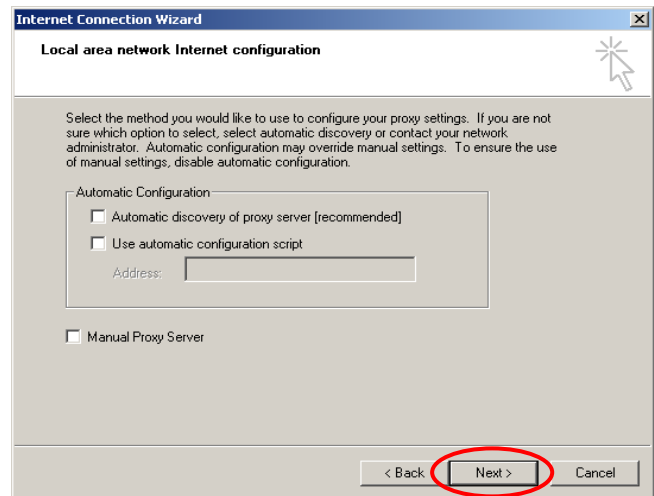 Internet Connection Wizard
Local area network Internet configuration
Select the method you would like to use to configure your proxy settings.  If you are not
sure which option to select, select automatic discovery or contact your network
administrator.  Automatic configuration may override manual settings.  To ensure the use
of manual settings, disable automatic configuration.
Automatic Configuration
Automatic discovery of proxy server [recommended]
Use automatic configuration script
Address:
Manual Proxy Server
< Back
Next >
Cancel